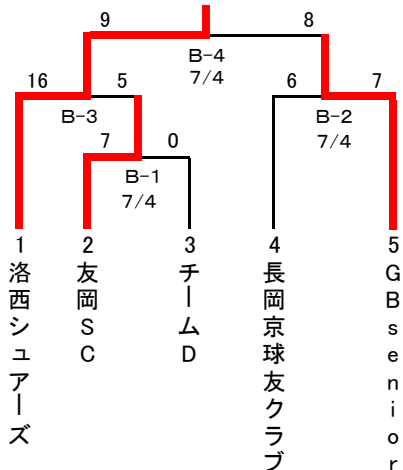 9 8
B-4
7/4
16 5 6 7
B-3 B-2
7/4
7 0
B-1
7/4
1 2 3 4 5
洛西シュアーズ
友岡SC
チームD
長岡京球友クラブ
GBsenior